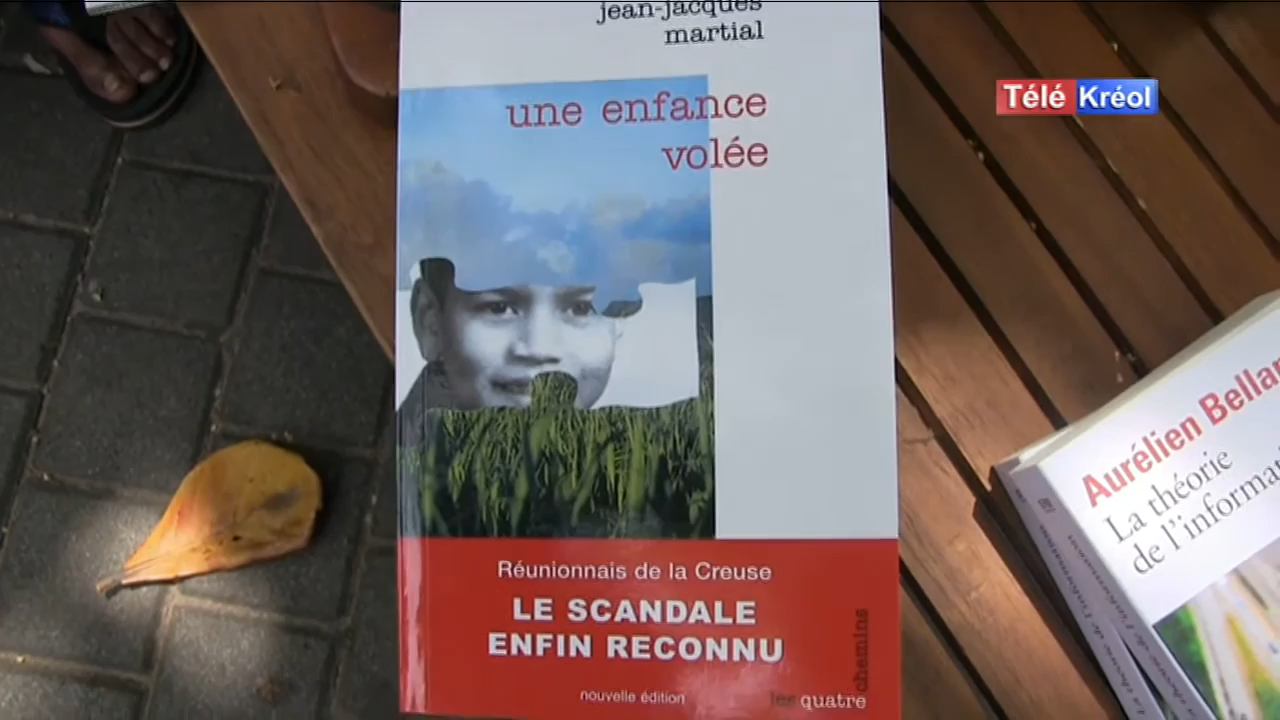 jean-jacques
martial
une enfance
volée
Réunionnais de la Creuse
LE SCANDALE
ENFIN RECONNU
nouvelle édition
les quatre
chemins
Télé Kréol
Aurélien Bellan
La théorie
de l'informat